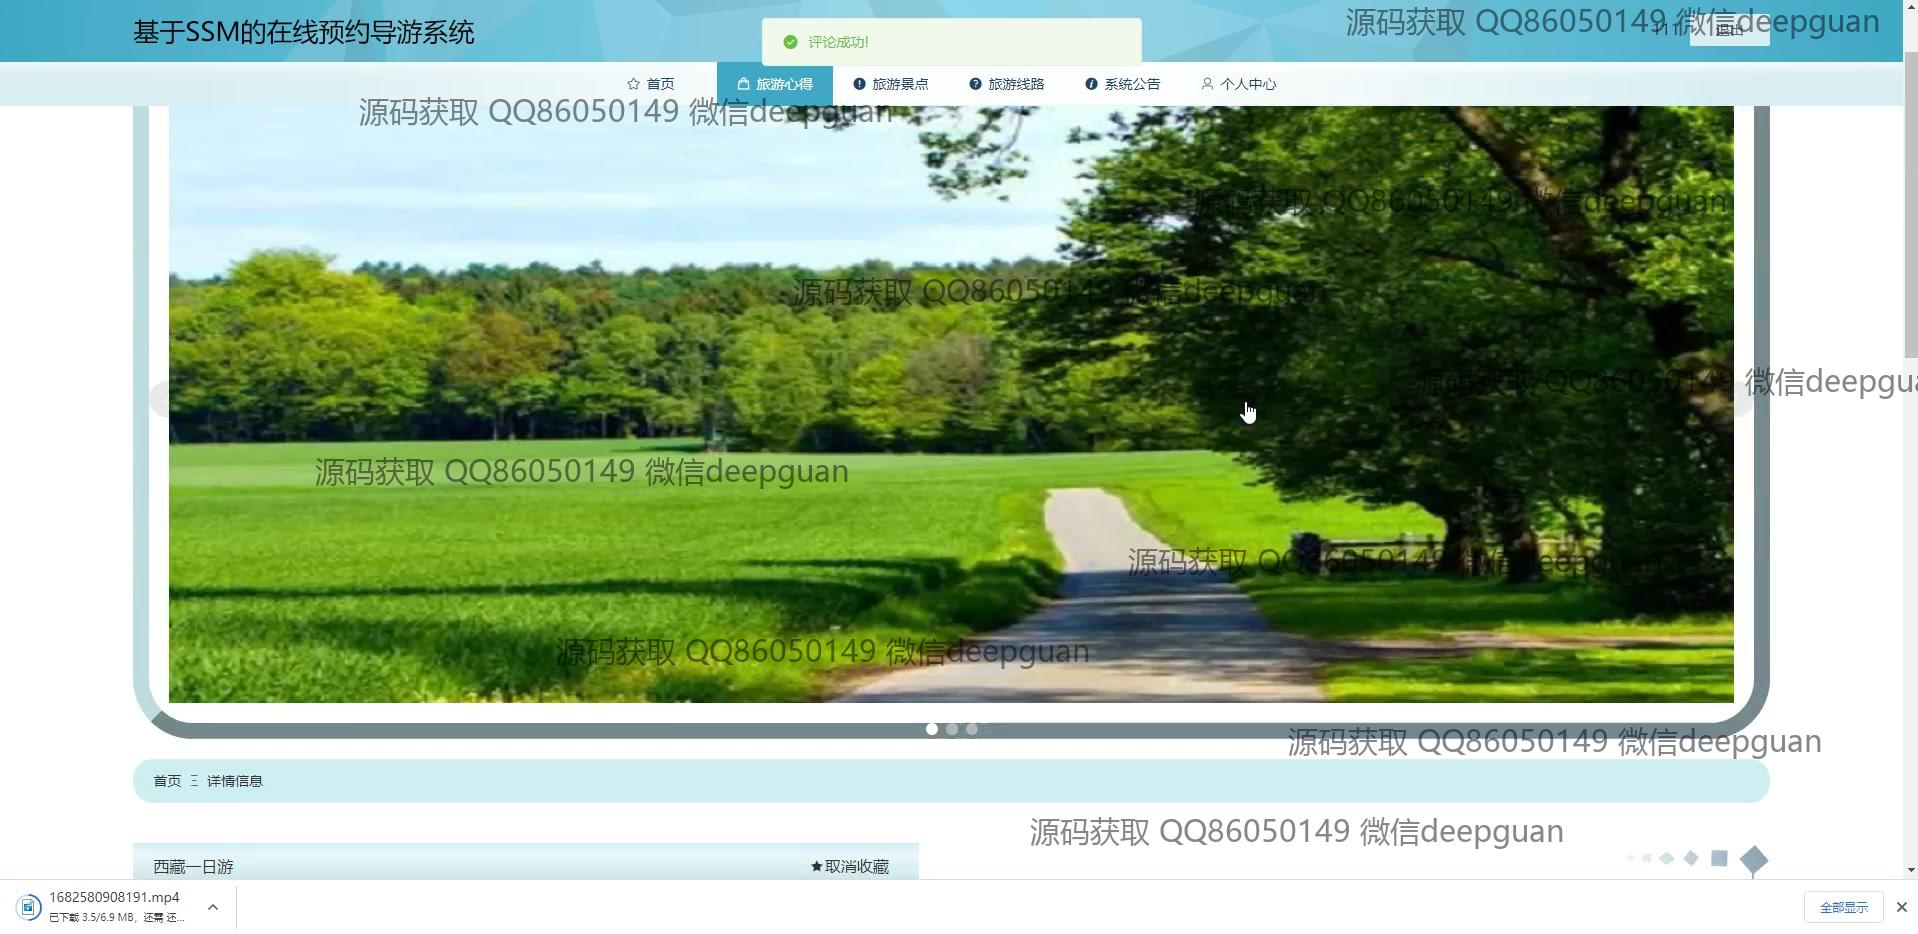 基于SSM的在线预约导游系统
评论成功!
源码获取 QQ86050149 微信deepguan
111
退出
首页
旅游心得
旅游景点
旅游线路
系统公告
个人中心
源码获取 QQ86050149 微信deepguan
源码获取 QQ86050149 微信deepguan
源码获取 QQ86050149 微信deepguan
源码获取 QQ86050149 微信deepgua
源码获取 QQ86050149 微信deepguan
源码获取 QQ86050149 微信deepguan
源码获取 QQ86050149 微信deepguan
源码获取 QQ86050149 微信deepguan
首页 Ξ 详情信息
源码获取 QQ86050149 微信deepguan
西藏一日游
★取消收藏
1682580908191.mp4
已下载 3.5/6.9 MB，还需 还...
全部显示